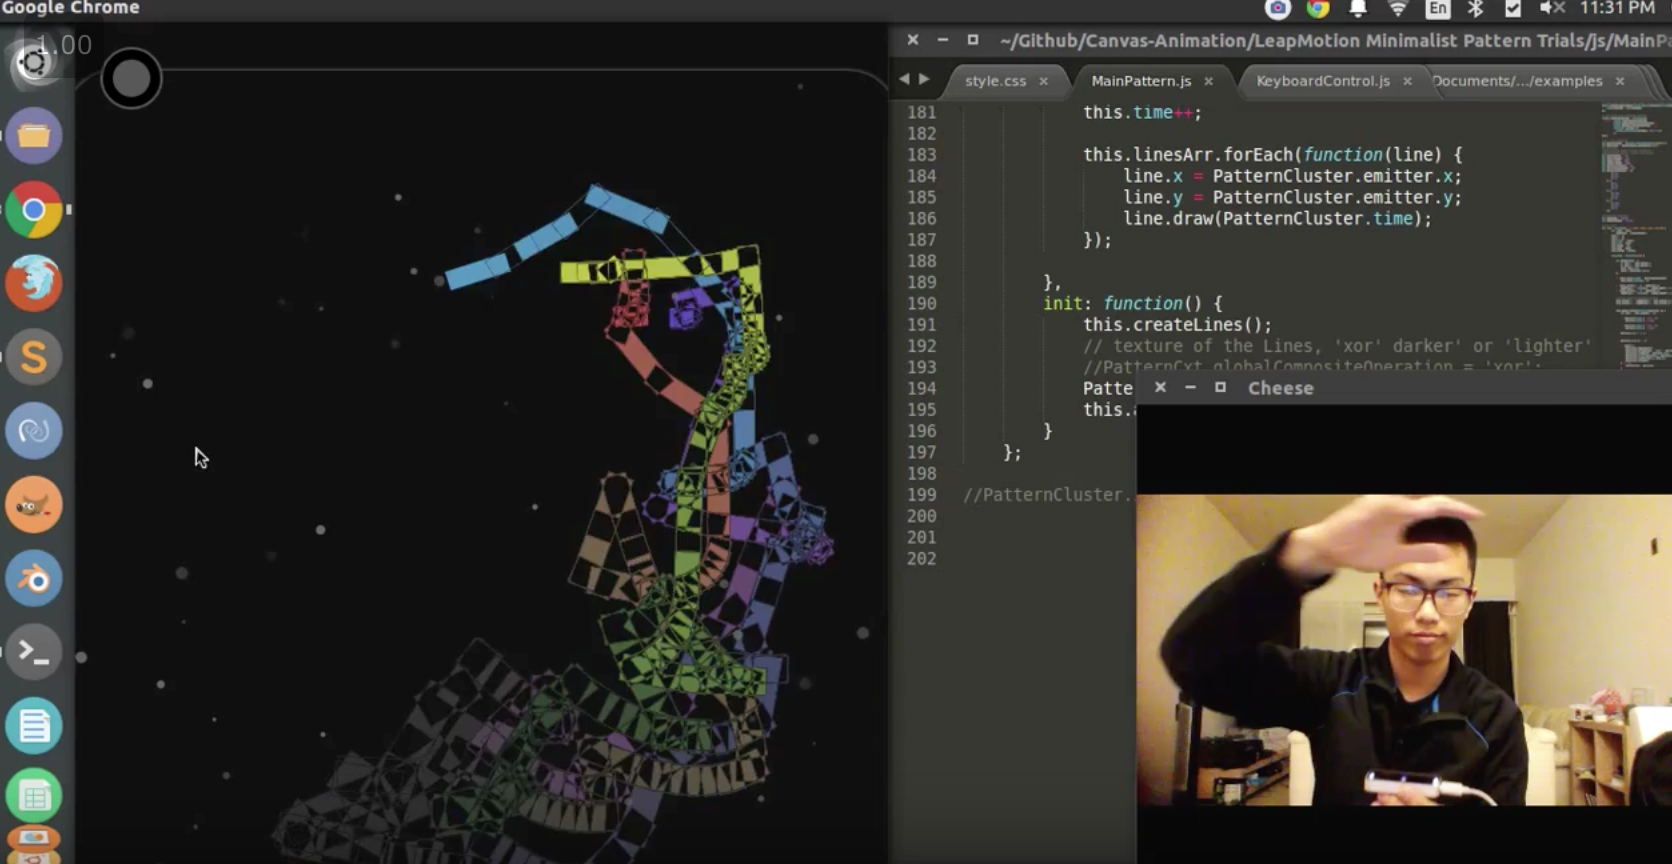 Google Chrome
En
11:31 PM
1.00
~/Github/Canvas-Animation/LeapMotion Minimalist Pattern Trials/js/MainPa
style.css
MainPattern.js
KeyboardControl.js
Documents/.../examples
181 this.time++;
182
183 this.linesArr.forEach(function(line) {
184 line.x = PatternCluster.emitter.x;
185 line.y = PatternCluster.emitter.y;
186 line.draw(PatternCluster.time);
187 });
188
189 },
190 init: function() {
191 this.createLines();
192 // texture of the Lines, 'xor' darker' or 'lighter'
193 //PatternCxt.globalCompositeOperation = 'xor';
194 Patte
195 this.
196 }
197 };
198
199 //PatternCluster.
200
201
202
Cheese
S